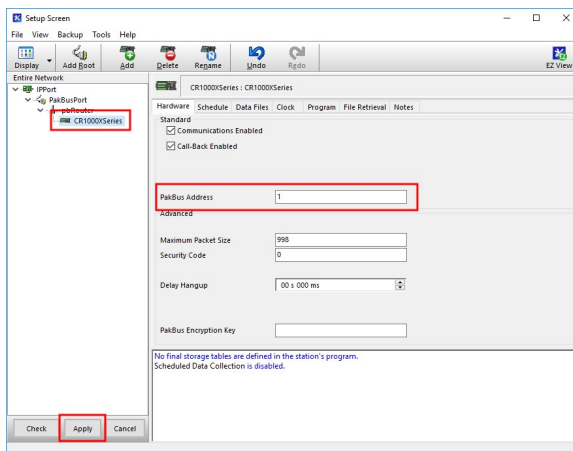 Setup Screen
File View Backup Tools Help
Display Add Root Add Delete Rename Undo Redo EZ View
Entire Network
IPPort
PakBusPort
pbRouter
CR1000XSeries
CR1000XSeries : CR1000XSeries
Hardware Schedule Data Files Clock Program File Retrieval Notes
Standard
Communications Enabled
Call-Back Enabled
PakBus Address 1
Advanced
Maximum Packet Size 998
Security Code 0
Delay Hangup 00 s 000 ms
PakBus Encryption Key
No final storage tables are defined in the station's program.
Scheduled Data Collection is disabled.
Check Apply Cancel